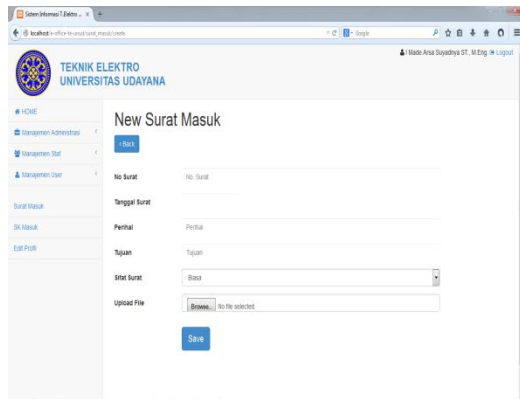 Sistem Informasi T.Elektro ...
localhost/e-office-te-unud/surat_masuk/create
Google
I Made Arsa Suyadnya ST., M.Eng Logout
TEKNIK ELEKTRO
UNIVERSITAS UDAYANA
HOME
Manajemen Administrasi
Manajemen Staf
Manajemen User
Surat Masuk
SK Masuk
Edit Profil
New Surat Masuk
< Back
No Surat No. Surat
Tanggal Surat
Perihal Perihal
Tujuan Tujuan
Sifat Surat Biasa
Upload File Browse... No file selected.
Save